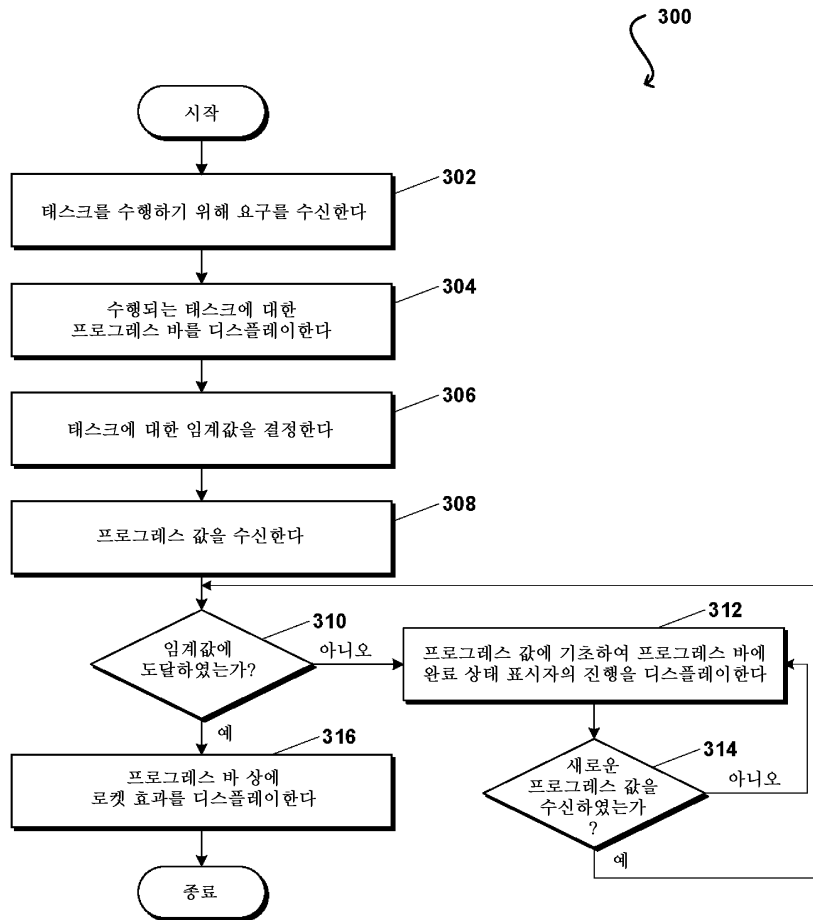 300
시작
302
태스크를 수행하기 위해 요구를 수신한다
304
수행되는 태스크에 대한
프로그레스 바를 디스플레이한다
306
태스크에 대한 임계값을 결정한다
308
프로그레스 값을 수신한다
310
임계값에
도달하였는가?
아니오
312
프로그레스 값에 기초하여 프로그레스 바에
완료 상태 표시자의 진행을 디스플레이한다
예
314
새로운
프로그레스 값을
수신하였는가
?
아니오
예
316
프로그레스 바 상에
로켓 효과를 디스플레이한다
종료